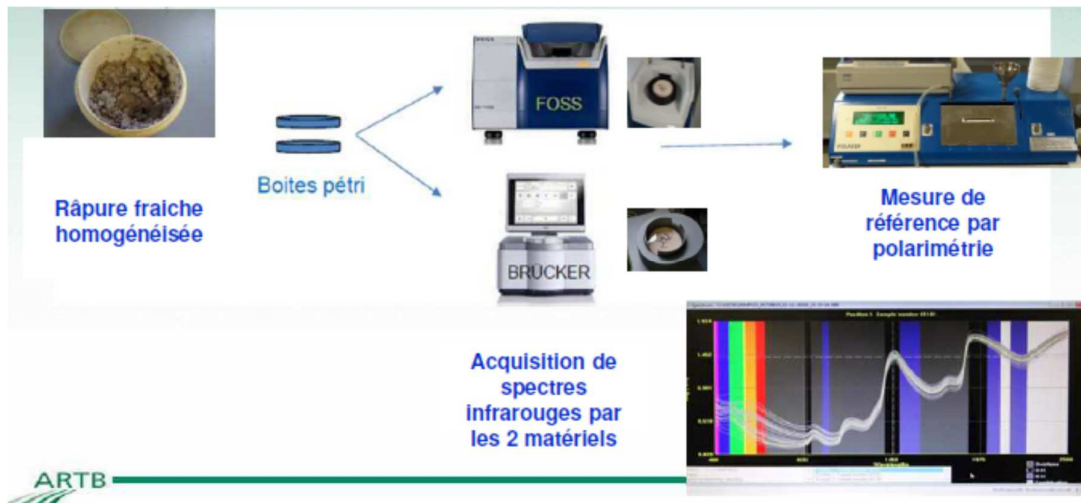 FOSS
Boites pétri
Râpure fraiche
homogénéisée
BRÜCKER
Mesure de
référence par
polarimétrie
Acquisition de
spectres
infrarouges par
les 2 matériels
ARTB